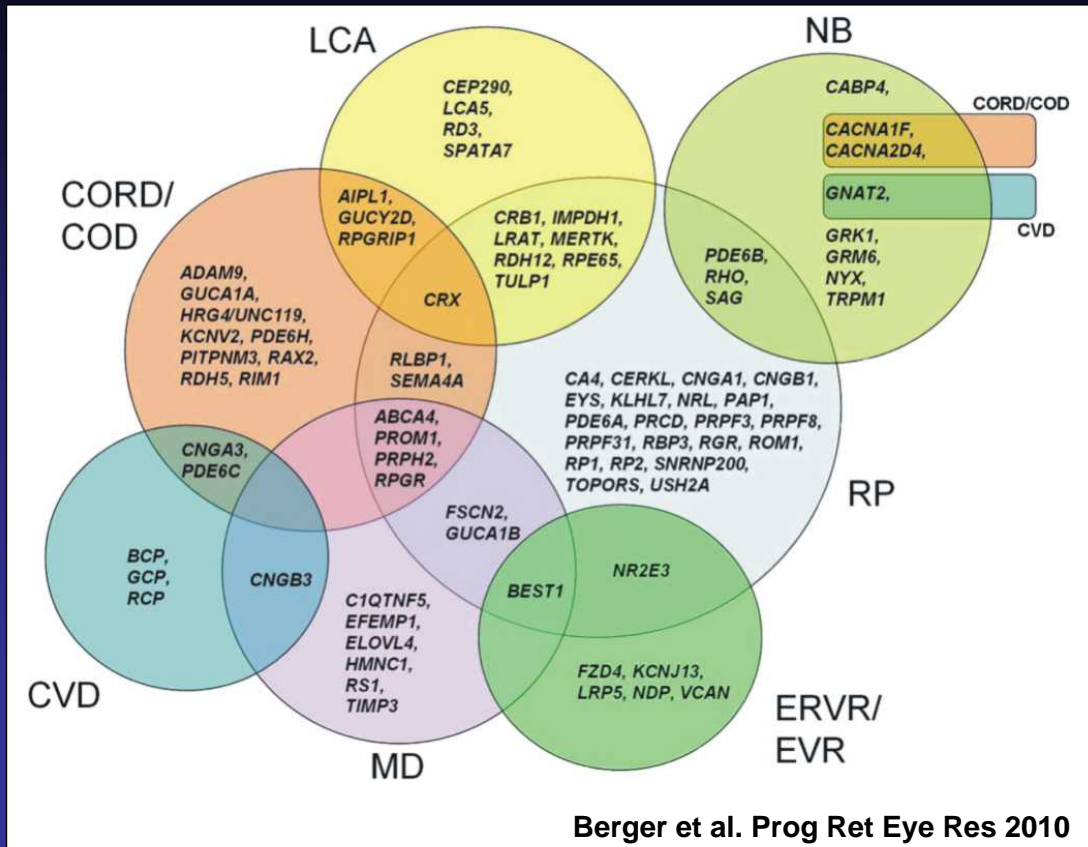 LCA
NB
CEP290,
LCA5,
RD3,
SPATA7
CABP4,
CORD/COD
CACNA1F,
CACNA2D4,
GNAT2,
CVD
GRK1,
GRM6,
NYX,
TRPM1
CORD/
COD
AIPL1,
GUCY2D,
RPGRIP1
CRB1, IMPDH1,
LRAT, MERTK,
RDH12, RPE65,
TULP1
PDE6B,
RHO,
SAG
ADAM9,
GUCA1A,
HRG4/UNC119,
KCNV2, PDE6H,
PITPNM3, RAX2,
RDH5, RIM1
CRX
RLBP1,
SEMA4A
CA4, CERKL, CNGA1, CNGB1,
EYS, KLHL7, NRL, PAP1,
PDE6A, PRCD, PRPF3, PRPF8,
PRPF31, RBP3, RGR, ROM1,
RP1, RP2, SNRNP200,
TOPORS, USH2A
RP
ABCA4,
PROM1,
PRPH2,
RPGR
CNGA3,
PDE6C
FSCN2,
GUCA1B
BCP,
GCP,
RCP
CNGB3
BEST1
NR2E3
C1QTNF5,
EFEMP1,
ELOVL4,
HMNC1,
RS1,
TIMP3
FZD4, KCNJ13,
LRP5, NDP, VCAN
CVD
MD
ERVR/
EVR
Berger et al. Prog Ret Eye Res 2010